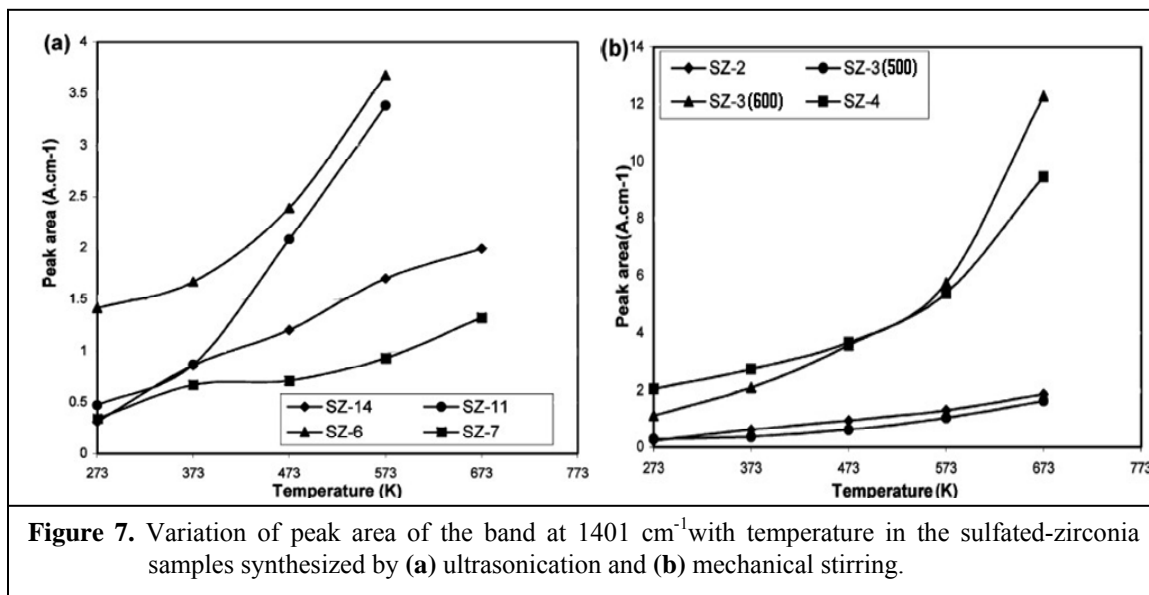 (a)
4
3.5
3
2.5
2
1.5
1
0.5
0
Peak area (A.cm-1)
SZ-14 SZ-11
SZ-6 SZ-7
273 373 473 573 673 773
Temperature (K)
(b)
14
12
10
8
6
4
2
0
Peak area(A.cm-1)
SZ-2 SZ-3(500)
SZ-3(600) SZ-4
273 373 473 573 673 773
Temperature (K)
Figure 7. Variation of peak area of the band at 1401 cm-1with temperature in the sulfated-zirconia
samples synthesized by (a) ultrasonication and (b) mechanical stirring.